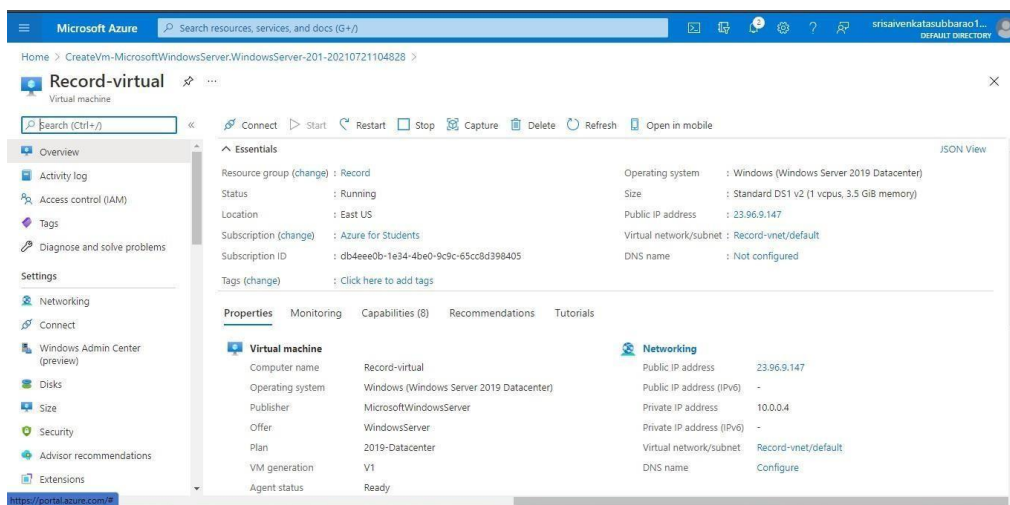 Microsoft Azure
Search resources, services, and docs (G+/)
2
?
srisaivenkatasubbarao1...
DEFAULT DIRECTORY
Home > CreateVm-MicrosoftWindowsServer.WindowsServer-201-20210721104828 >
Record-virtual
...
Virtual machine
Search (Ctrl+/)
«
Connect
Start
Restart
Stop
Capture
Delete
Refresh
Open in mobile
Overview
Activity log
Access control (IAM)
Tags
Diagnose and solve problems
Settings
Networking
Connect
Windows Admin Center
(preview)
Disks
Size
Security
Advisor recommendations
Extensions
https://portal.azure.com/#
Essentials
JSON View
Resource group (change) : Record
Status : Running
Location : East US
Subscription (change) : Azure for Students
Subscription ID : db4eee0b-1e34-4be0-9c9c-65cc8d398405
Tags (change) : Click here to add tags
Operating system : Windows (Windows Server 2019 Datacenter)
Size : Standard DS1 v2 (1 vcpus, 3.5 GiB memory)
Public IP address : 23.96.9.147
Virtual network/subnet : Record-vnet/default
DNS name : Not configured
Properties Monitoring Capabilities (8) Recommendations Tutorials
Virtual machine
Computer name Record-virtual
Operating system Windows (Windows Server 2019 Datacenter)
Publisher MicrosoftWindowsServer
Offer WindowsServer
Plan 2019-Datacenter
VM generation V1
Agent status Ready
Networking
Public IP address 23.96.9.147
Public IP address (IPv6) -
Private IP address 10.0.0.4
Private IP address (IPv6) -
Virtual network/subnet Record-vnet/default
DNS name Configure